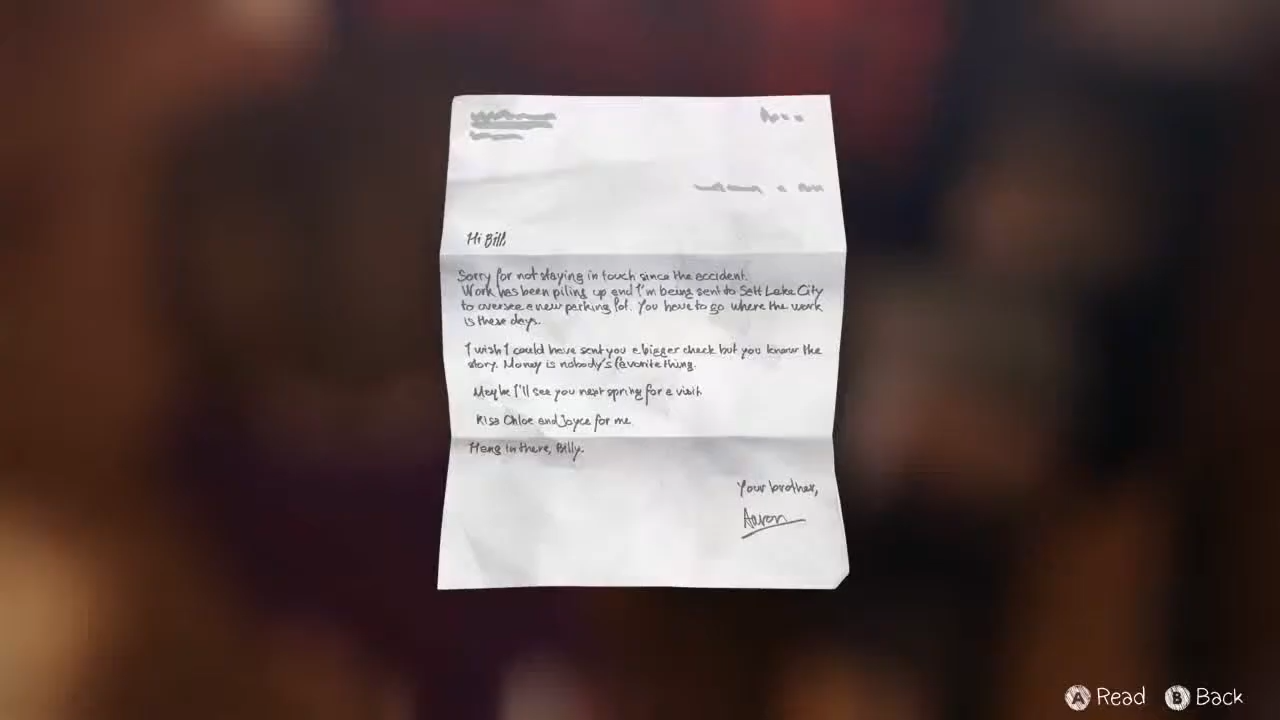 Hi Bill,
Sorry for not staying in touch since the accident.
Work has been piling up and I'm being sent to Salt Lake City
to oversee a new parking lot. You have to go where the work
is these days.
I wish I could have sent you a bigger check but you know the
story. Money is nobody's favorite thing.
Maybe I'll see you next spring for a visit.
Kiss Chloe and Joyce for me.
Hang in there, Billy.
Your brother,
Aaron
A Read B Back